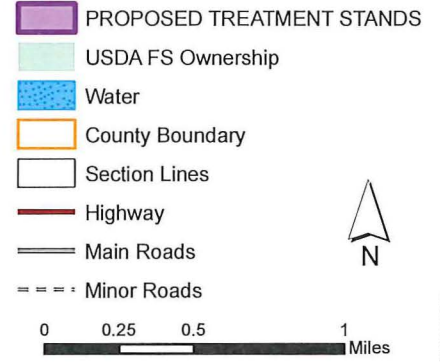 PROPOSED TREATMENT STANDS
USDA FS Ownership
Water
County Boundary
Section Lines
Highway
Main Roads
Minor Roads
N
0 0.25 0.5 1
Miles